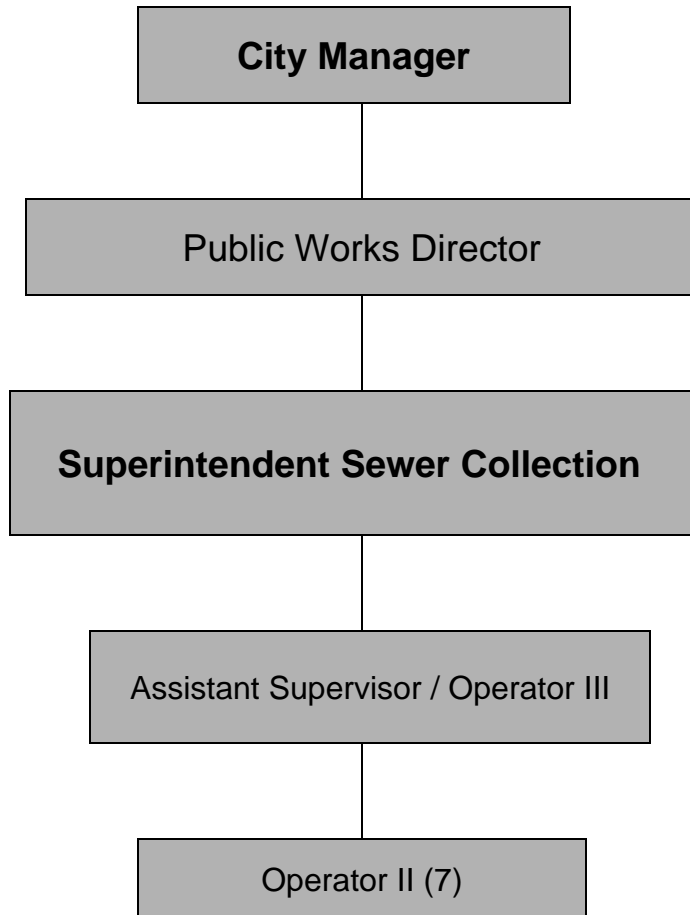 City Manager
Public Works Director
Superintendent Sewer Collection
Assistant Supervisor / Operator III
Operator II (7)